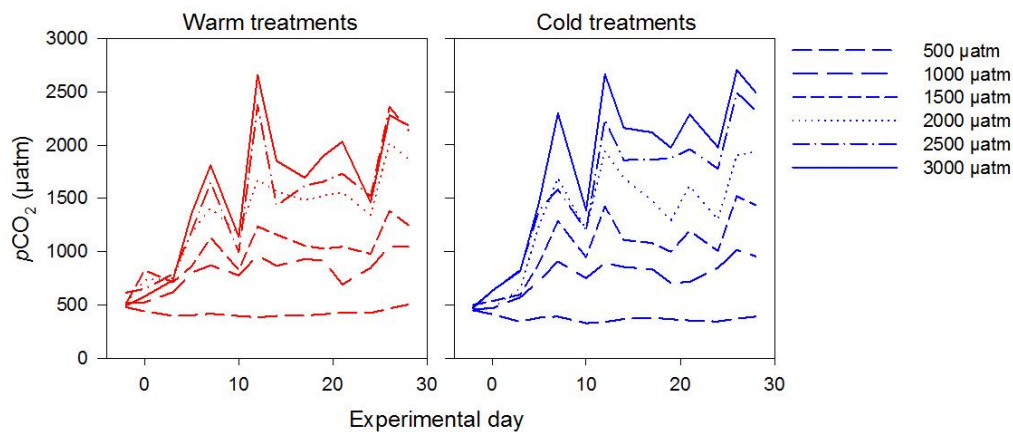 Warm treatments
Cold treatments
3000
2500
2000
1500
1000
500
0
pCO₂ (µatm)
0 10 20 30
0 10 20 30
Experimental day
500 µatm
1000 µatm
1500 µatm
2000 µatm
2500 µatm
3000 µatm